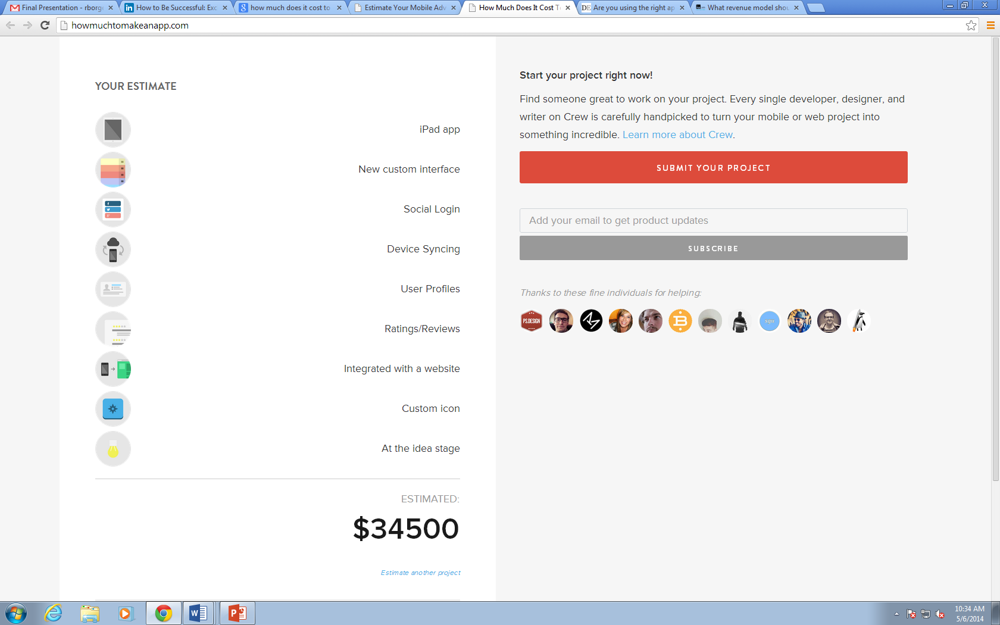 Final Presentation - rborge
How to Be Successful: Exc
how much does it cost to
Estimate Your Mobile Adv
How Much Does It Cost T
DE Are you using the right ap
What revenue model shou
howmuchtomakeanapp.com
YOUR ESTIMATE
iPad app
New custom interface
Social Login
Device Syncing
User Profiles
Ratings/Reviews
Integrated with a website
Custom icon
At the idea stage
ESTIMATED:
$34500
Estimate another project
Start your project right now!
Find someone great to work on your project. Every single developer, designer, and
writer on Crew is carefully handpicked to turn your mobile or web project into
something incredible. Learn more about Crew.
SUBMIT YOUR PROJECT
Add your email to get product updates
SUBSCRIBE
Thanks to these fine individuals for helping:
PS.DESIGN
sgn
10:34 AM
5/6/2014